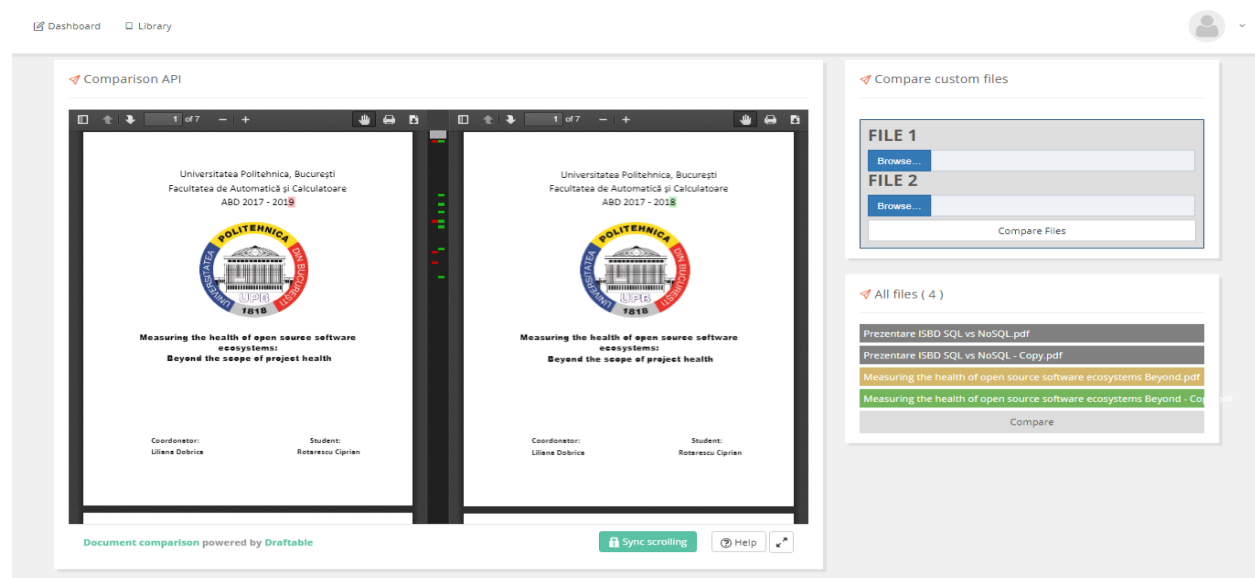 Dashboard
Library
Comparison API
1 of 7
1 of 7
Universitatea Politehnica, București
Facultatea de Automatică și Calculatoare
ABD 2017 - 2019
UNIVERSITATEA POLITEHNICA DIN BUCUREȘTI
UPB
1818
Measuring the health of open source software
ecosystems:
Beyond the scope of project health
Coordonator:
Student:
Liliana Dobrica
Rotarescu Ciprian
Universitatea Politehnica, București
Facultatea de Automatică și Calculatoare
ABD 2017 - 2018
UNIVERSITATEA POLITEHNICA DIN BUCUREȘTI
UPB
1818
Measuring the health of open source software
ecosystems:
Beyond the scope of project health
Coordonator:
Student:
Liliana Dobrica
Rotarescu Ciprian
Document comparison powered by Draftable
Sync scrolling
Help
Compare custom files
FILE 1
Browse...
FILE 2
Browse...
Compare Files
All files ( 4 )
Prezentare ISBD SQL vs NoSQL.pdf
Prezentare ISBD SQL vs NoSQL - Copy.pdf
Measuring the health of open source software ecosystems Beyond.pdf
Measuring the health of open source software ecosystems Beyond - Copy.pdf
Compare